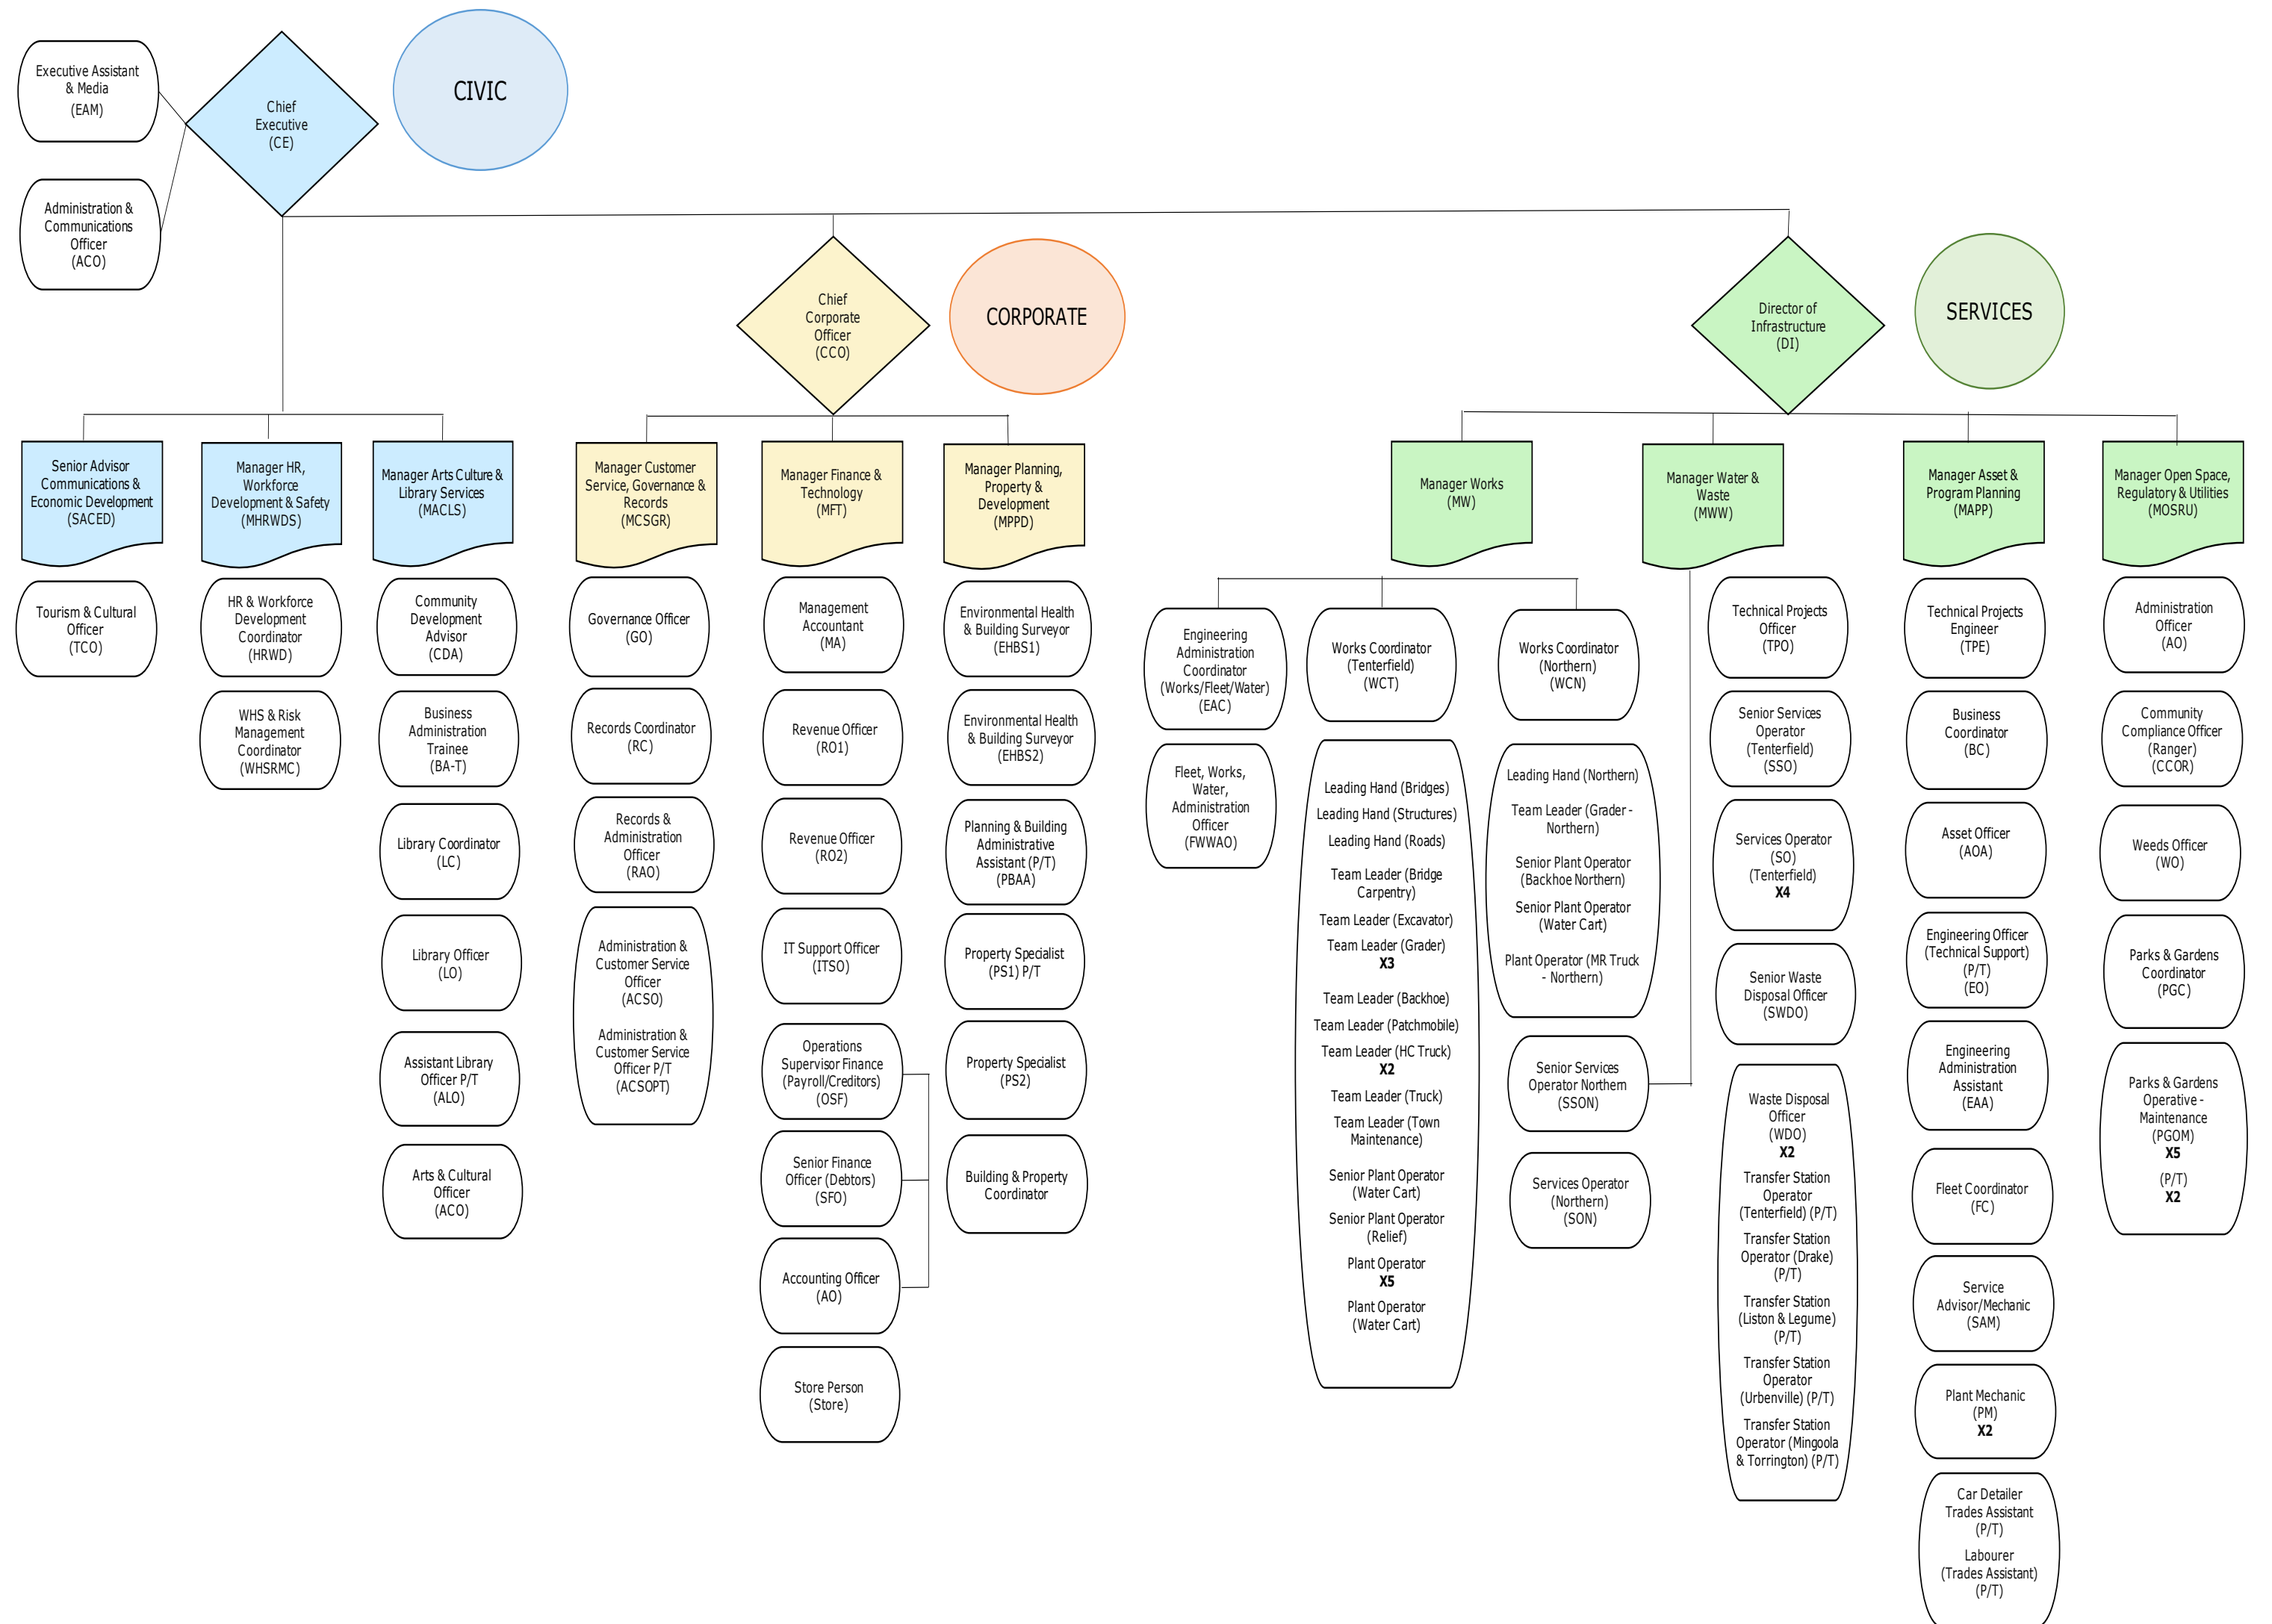 Executive Assistant
& Media
(EAM)
Chief
Executive
(CE)
CIVIC
Administration &
Communications
Officer
(ACO)
Chief
Corporate
Officer
(CCO)
CORPORATE
Director of
Infrastructure
(DI)
SERVICES
Senior Advisor
Communications &
Economic Development
(SACED)
Manager HR,
Workforce
Development & Safety
(MHRWDS)
Manager Arts Culture &
Library Services
(MACLS)
Manager Customer
Service, Governance &
Records
(MCSGR)
Manager Finance &
Technology
(MFT)
Manager Planning,
Property &
Development
(MPPD)
Manager Works
(MW)
Manager Water &
Waste
(MWW)
Manager Asset &
Program Planning
(MAPP)
Manager Open Space,
Regulatory & Utilities
(MOSRU)
Tourism & Cultural
Officer
(TCO)
HR & Workforce
Development
Coordinator
(HRWD)
WHS & Risk
Management
Coordinator
(WHSRMC)
Community
Development
Advisor
(CDA)
Business
Administration
Trainee
(BA-T)
Library Coordinator
(LC)
Library Officer
(LO)
Assistant Library
Officer P/T
(ALO)
Arts & Cultural
Officer
(ACO)
Governance Officer
(GO)
Records Coordinator
(RC)
Records &
Administration
Officer
(RAO)
Administration &
Customer Service
Officer
(ACSO)
Administration &
Customer Service
Officer P/T
(ACSOPT)
Management
Accountant
(MA)
Revenue Officer
(RO1)
Revenue Officer
(RO2)
IT Support Officer
(ITSO)
Operations
Supervisor Finance
(Payroll/Creditors)
(OSF)
Senior Finance
Officer (Debtors)
(SFO)
Accounting Officer
(AO)
Store Person
(Store)
Environmental Health
& Building Surveyor
(EHBS1)
Environmental Health
& Building Surveyor
(EHBS2)
Planning & Building
Administrative
Assistant (P/T)
(PBAA)
Property Specialist
(PS1) P/T
Property Specialist
(PS2)
Building & Property
Coordinator
Engineering
Administration
Coordinator
(Works/Fleet/Water)
(EAC)
Fleet, Works,
Water,
Administration
Officer
(FWWAO)
Works Coordinator
(Tenterfield)
(WCT)
Leading Hand (Bridges)
Leading Hand (Structures)
Leading Hand (Roads)
Team Leader (Bridge
Carpentry)
Team Leader (Excavator)
Team Leader (Grader)
X3
Team Leader (Backhoe)
Team Leader (Patchmobile)
Team Leader (HC Truck)
X2
Team Leader (Truck)
Team Leader (Town
Maintenance)
Senior Plant Operator
(Water Cart)
Senior Plant Operator
(Relief)
Plant Operator
X5
Plant Operator
(Water Cart)
Works Coordinator
(Northern)
(WCN)
Leading Hand (Northern)
Team Leader (Grader -
Northern)
Senior Plant Operator
(Backhoe Northern)
Senior Plant Operator
(Water Cart)
Plant Operator (MR Truck
- Northern)
Senior Services
Operator Northern
(SSON)
Services Operator
(Northern)
(SON)
Technical Projects
Officer
(TPO)
Senior Services
Operator
(Tenterfield)
(SSO)
Services Operator
(SO)
(Tenterfield)
X4
Senior Waste
Disposal Officer
(SWDO)
Waste Disposal
Officer
(WDO)
X2
Transfer Station
Operator
(Tenterfield) (P/T)
Transfer Station
Operator (Drake)
(P/T)
Transfer Station
(Liston & Legume)
(P/T)
Transfer Station
Operator
(Urbenville) (P/T)
Transfer Station
Operator (Mingoola
& Torrington) (P/T)
Technical Projects
Engineer
(TPE)
Business
Coordinator
(BC)
Asset Officer
(AOA)
Engineering Officer
(Technical Support)
(P/T)
(EO)
Engineering
Administration
Assistant
(EAA)
Fleet Coordinator
(FC)
Service
Advisor/Mechanic
(SAM)
Plant Mechanic
(PM)
X2
Car Detailer
Trades Assistant
(P/T)
Labourer
(Trades Assistant)
(P/T)
Administration
Officer
(AO)
Community
Compliance Officer
(Ranger)
(CCOR)
Weeds Officer
(WO)
Parks & Gardens
Coordinator
(PGC)
Parks & Gardens
Operative -
Maintenance
(PGOM)
X5
(P/T)
X2